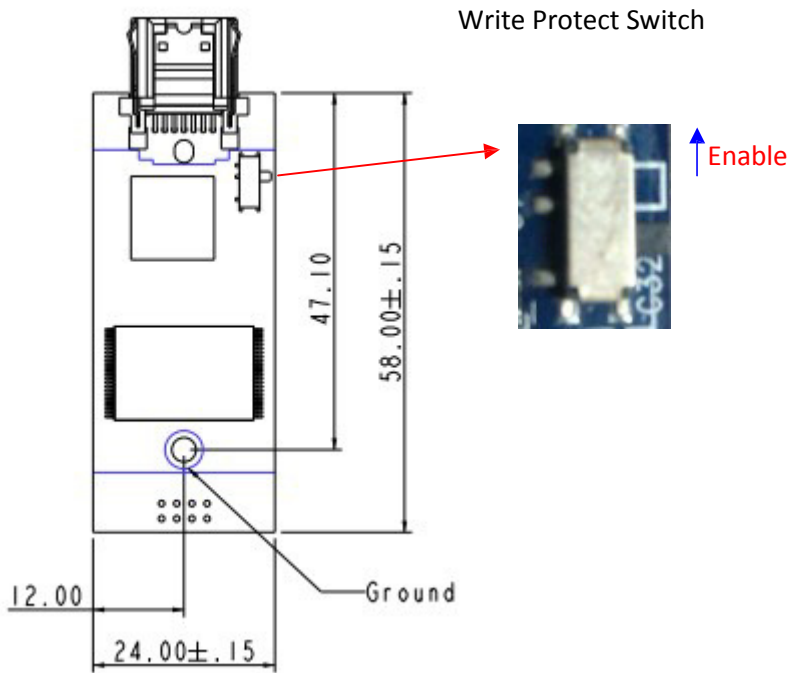 Write Protect Switch
Enable
C32
47.10
58.00±.15
12.00
Ground
24.00±.15